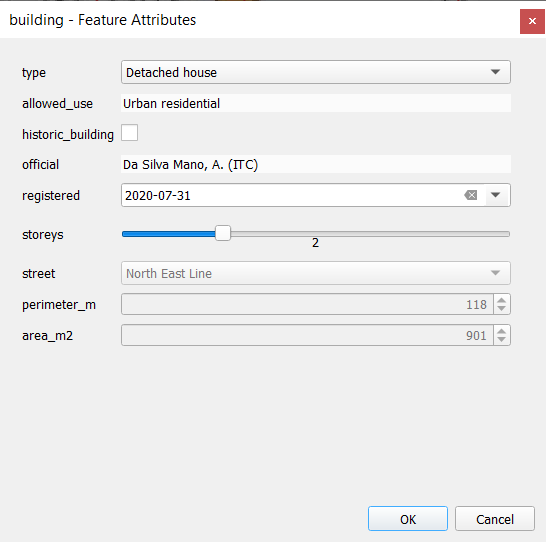 building - Feature Attributes
type Detached house
allowed_use Urban residential
historic_building
official Da Silva Mano, A. (ITC)
registered 2020-07-31
storeys 2
street North East Line
perimeter_m 118
area_m2 901
OK Cancel